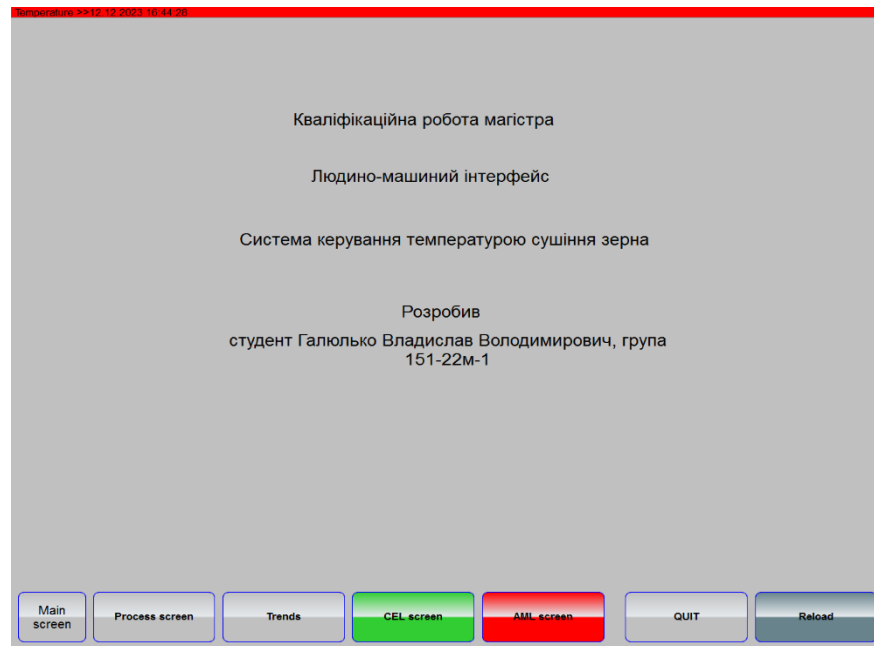 Temperature >>12.12.2023 16:44:28
Кваліфікаційна робота магістра
Людино-машиний інтерфейс
Система керування температурою сушіння зерна
Розробив
студент Галюлько Владислав Володимирович, група
151-22м-1
Main
screen
Process screen
Trends
CEL screen
AML screen
QUIT
Reload